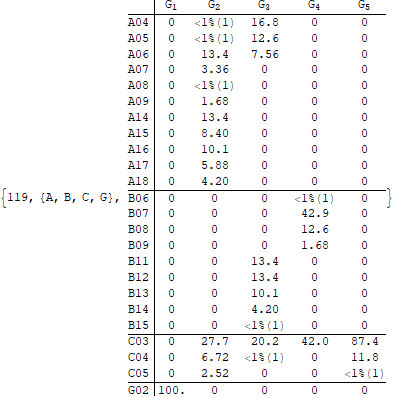 G1 G2 G3 G4 G5
A04 0 <1%(1) 16.8 0 0
A05 0 <1%(1) 12.6 0 0
A06 0 13.4 7.56 0 0
A07 0 3.36 0 0 0
A08 0 <1%(1) 0 0 0
A09 0 1.68 0 0 0
A14 0 13.4 0 0 0
A15 0 8.40 0 0 0
A16 0 10.1 0 0 0
A17 0 5.88 0 0 0
A18 0 4.20 0 0 0
{119, {A, B, C, G}, B06 0 0 0 <1%(1) 0 }
B07 0 0 0 42.9 0
B08 0 0 0 12.6 0
B09 0 0 0 1.68 0
B11 0 0 13.4 0 0
B12 0 0 13.4 0 0
B13 0 0 10.1 0 0
B14 0 0 4.20 0 0
B15 0 0 <1%(1) 0 0
C03 0 27.7 20.2 42.0 87.4
C04 0 6.72 <1%(1) 0 11.8
C05 0 2.52 0 0 <1%(1)
G02 100. 0 0 0 0